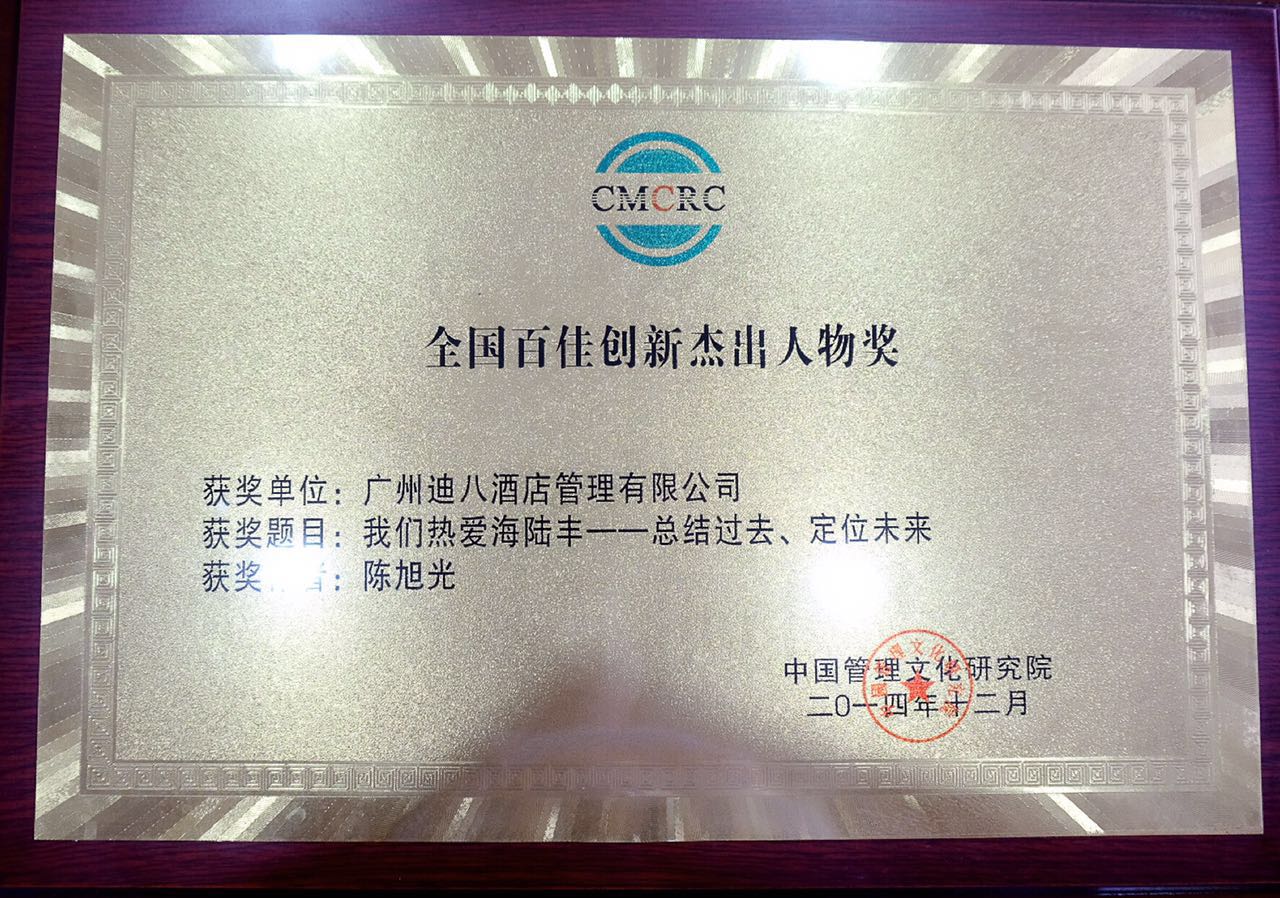 CMCRC
全国百佳创新杰出人物奖
获奖单位：广州迪八酒店管理有限公司
获奖题目：我们热爱海陆丰——总结过去、定位未来
获奖 者：陈旭光
中国管理文化研究院
二〇一四年十二月